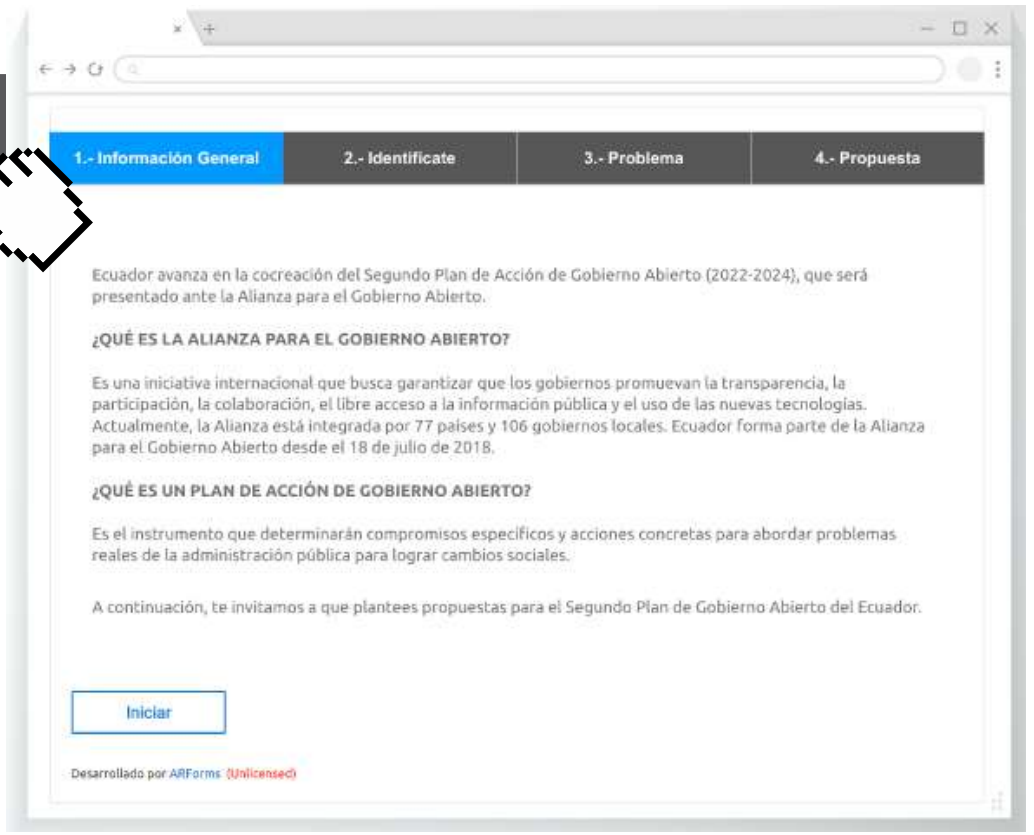 1.- Información General
2.- Identifícate
3.- Problema
4.- Propuesta
Ecuador avanza en la cocreación del Segundo Plan de Acción de Gobierno Abierto (2022-2024), que será
presentado ante la Alianza para el Gobierno Abierto.
¿QUÉ ES LA ALIANZA PARA EL GOBIERNO ABIERTO?
Es una iniciativa internacional que busca garantizar que los gobiernos promuevan la transparencia, la
participación, la colaboración, el libre acceso a la información pública y el uso de las nuevas tecnologías.
Actualmente, la Alianza está integrada por 77 países y 106 gobiernos locales. Ecuador forma parte de la Alianza
para el Gobierno Abierto desde el 18 de julio de 2018.
¿QUÉ ES UN PLAN DE ACCIÓN DE GOBIERNO ABIERTO?
Es el instrumento que determinarán compromisos específicos y acciones concretas para abordar problemas
reales de la administración pública para lograr cambios sociales.
A continuación, te invitamos a que plantees propuestas para el Segundo Plan de Gobierno Abierto del Ecuador.
Iniciar
Desarrollado por ARForms (Unlicensed)